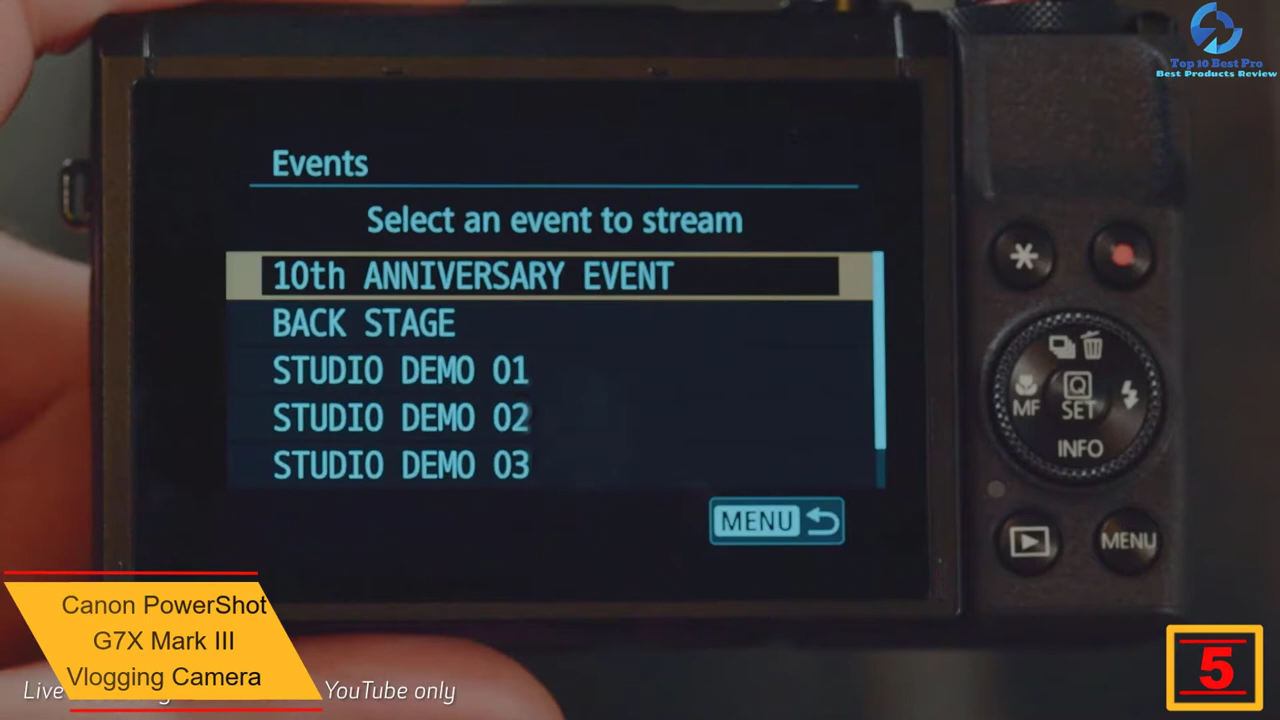 Top 10 Best Pro
Best Products Review
Events
Select an event to stream
10th ANNIVERSARY EVENT
BACK STAGE
STUDIO DEMO 01
STUDIO DEMO 02
STUDIO DEMO 03
MENU
Q
SET
MF
INFO
MENU
Canon PowerShot
G7X Mark III
Vlogging Camera
Live YouTube only
5